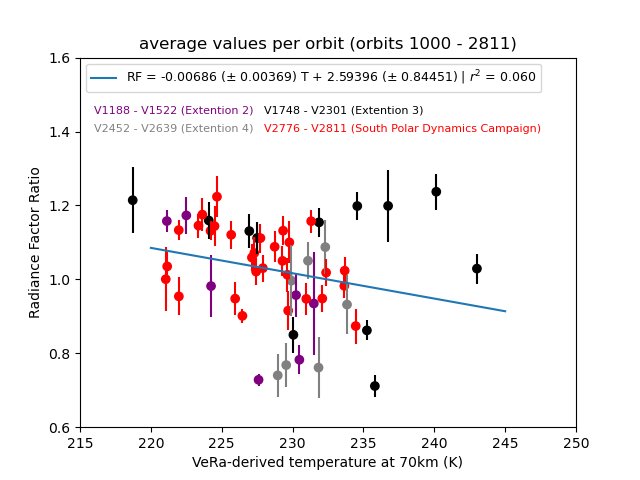 average values per orbit (orbits 1000 - 2811)
RF = -0.00686 (± 0.00369) T + 2.59396 (± 0.84451) | r² = 0.060
V1188 - V1522 (Extention 2) V1748 - V2301 (Extention 3)
V2452 - V2639 (Extention 4) V2776 - V2811 (South Polar Dynamics Campaign)
Radiance Factor Ratio
1.6
1.4
1.2
1.0
0.8
0.6
215 220 225 230 235 240 245 250
VeRa-derived temperature at 70km (K)